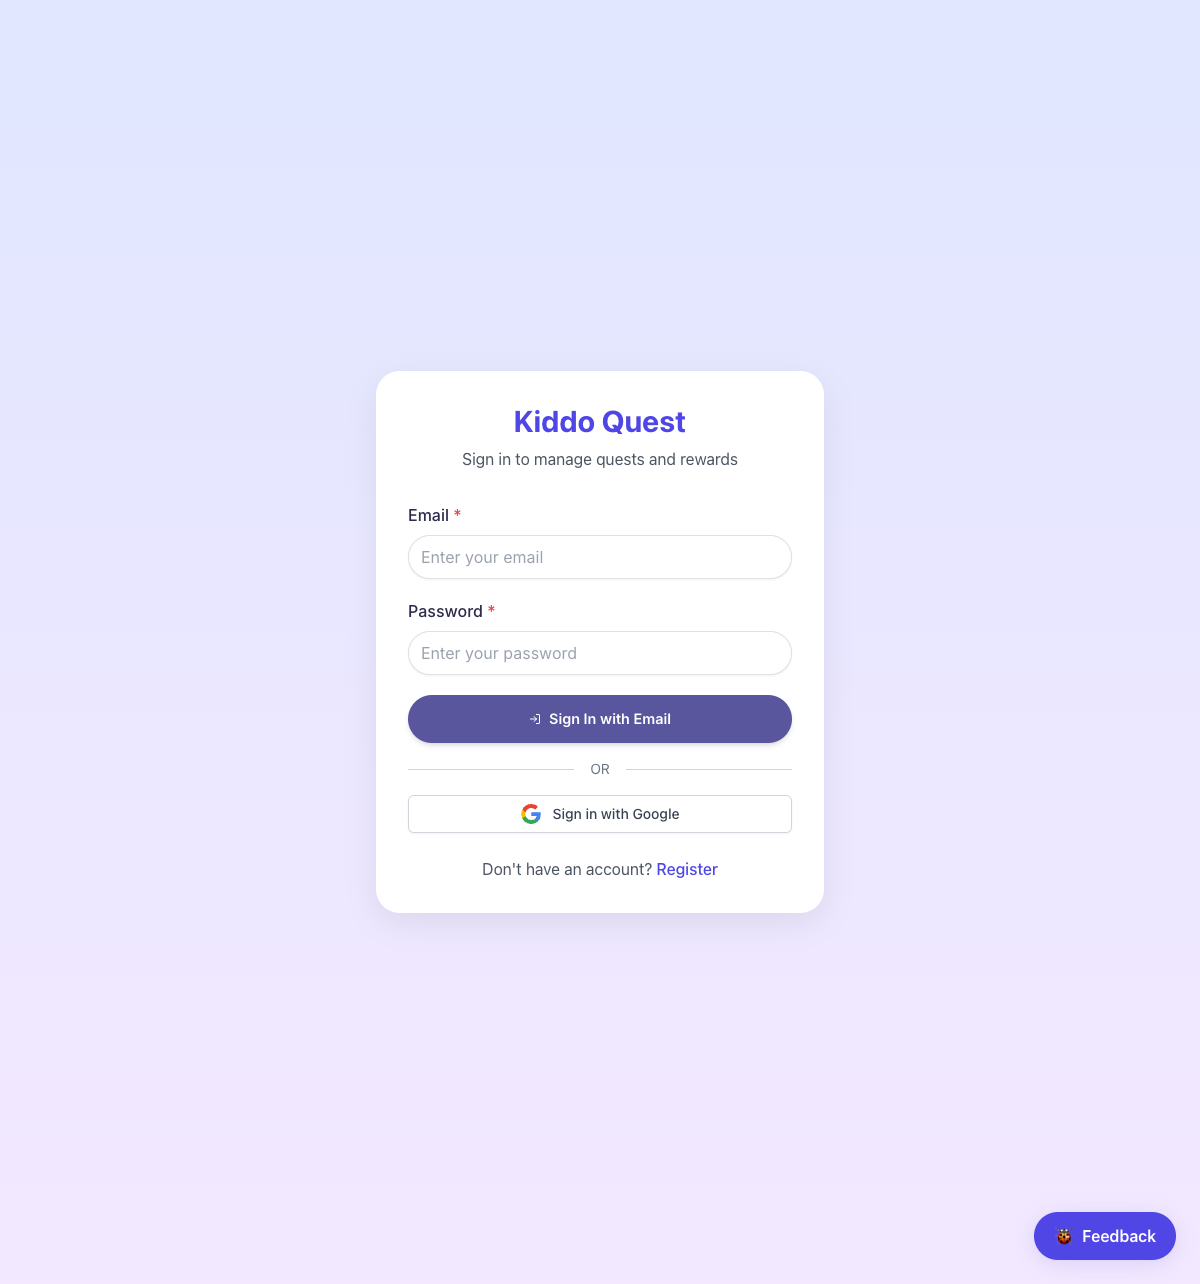 Kiddo Quest
Sign in to manage quests and rewards
Email *
Enter your email
Password *
Enter your password
Sign In with Email
OR
Sign in with Google
Don't have an account? Register
Feedback